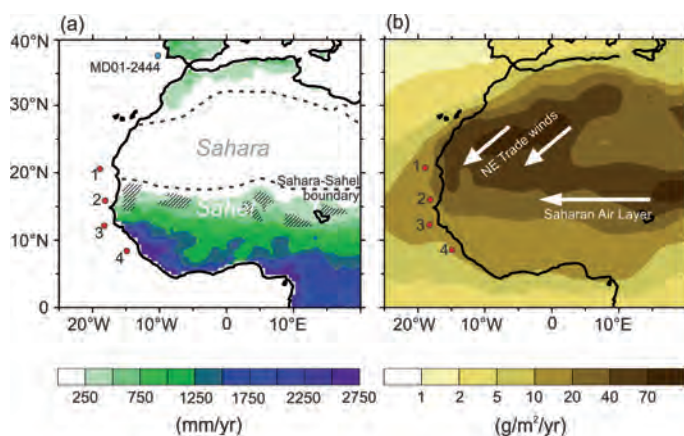 (a)
(b)
40°N
MD01-2444
30°N
Sahara
20°N
1
Sahara-Sahel
boundary
2
Sahel
3
10°N
4
0
20°W
10°W
0
10°E
NE Trade winds
1
2
Saharan Air Layer
3
4
20°W
10°W
0
10°E
250 750 1250 1750 2250 2750
(mm/yr)
1 2 5 10 20 40 70
(g/m²/yr)